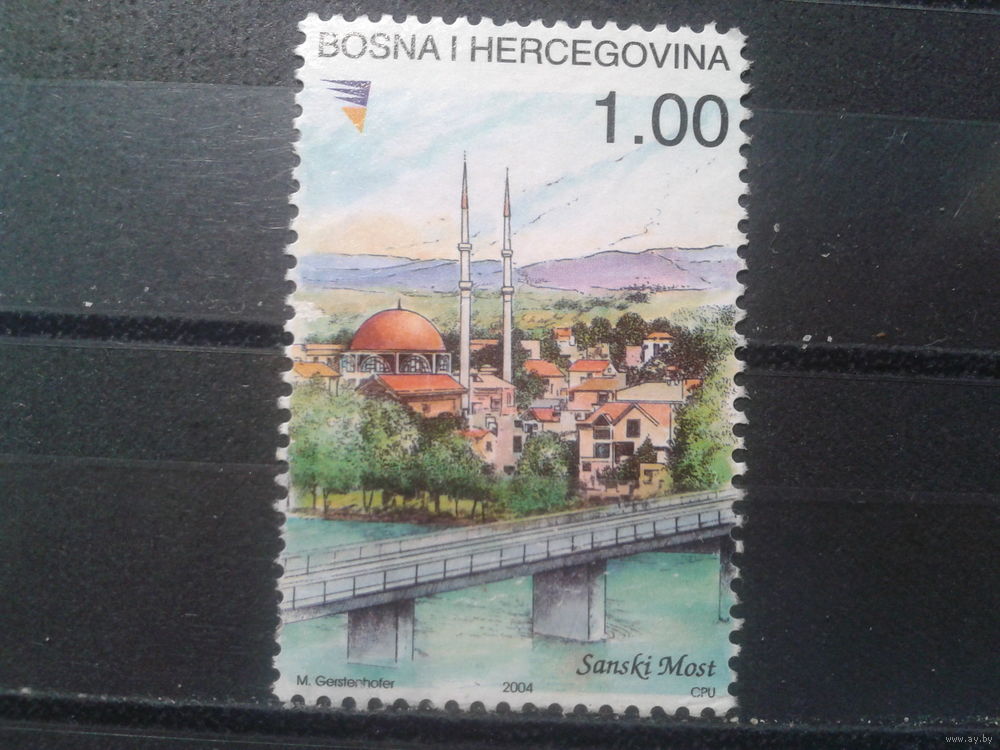 BOSNA I HERCEGOVINA
1.00
Sanski Most
M. Gerstenhofer
2004
CPU
www.ay.by